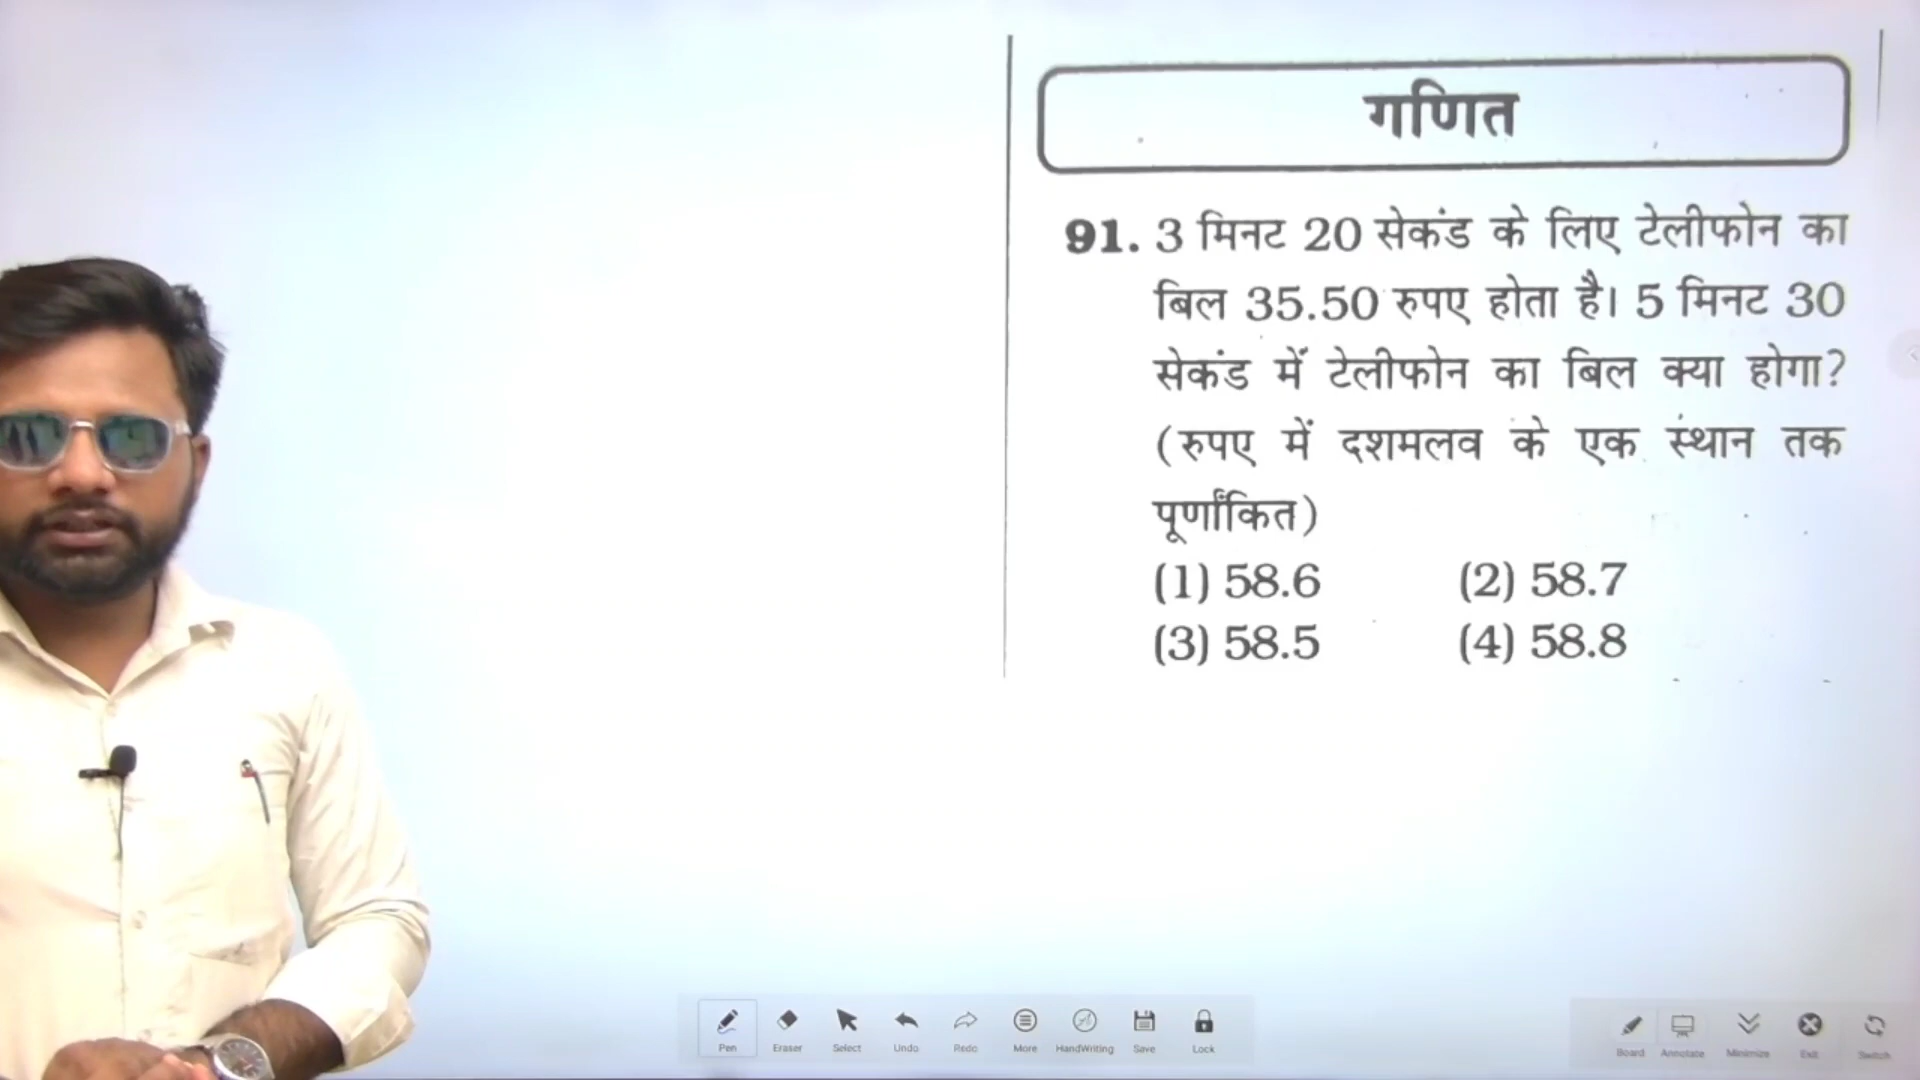 गणित
91. 3 मिनट 20 सेकंड के लिए टेलीफोन का
बिल 35.50 रुपए होता है। 5 मिनट 30
सेकंड में टेलीफोन का बिल क्या होगा?
(रुपए में दशमलव के एक स्थान तक
पूर्णांकित)
(1) 58.6 (2) 58.7
(3) 58.5 (4) 58.8
Pen Eraser Select Undo Redo More HandWriting Save Lock
Board Annotate Minimize Exit Switch